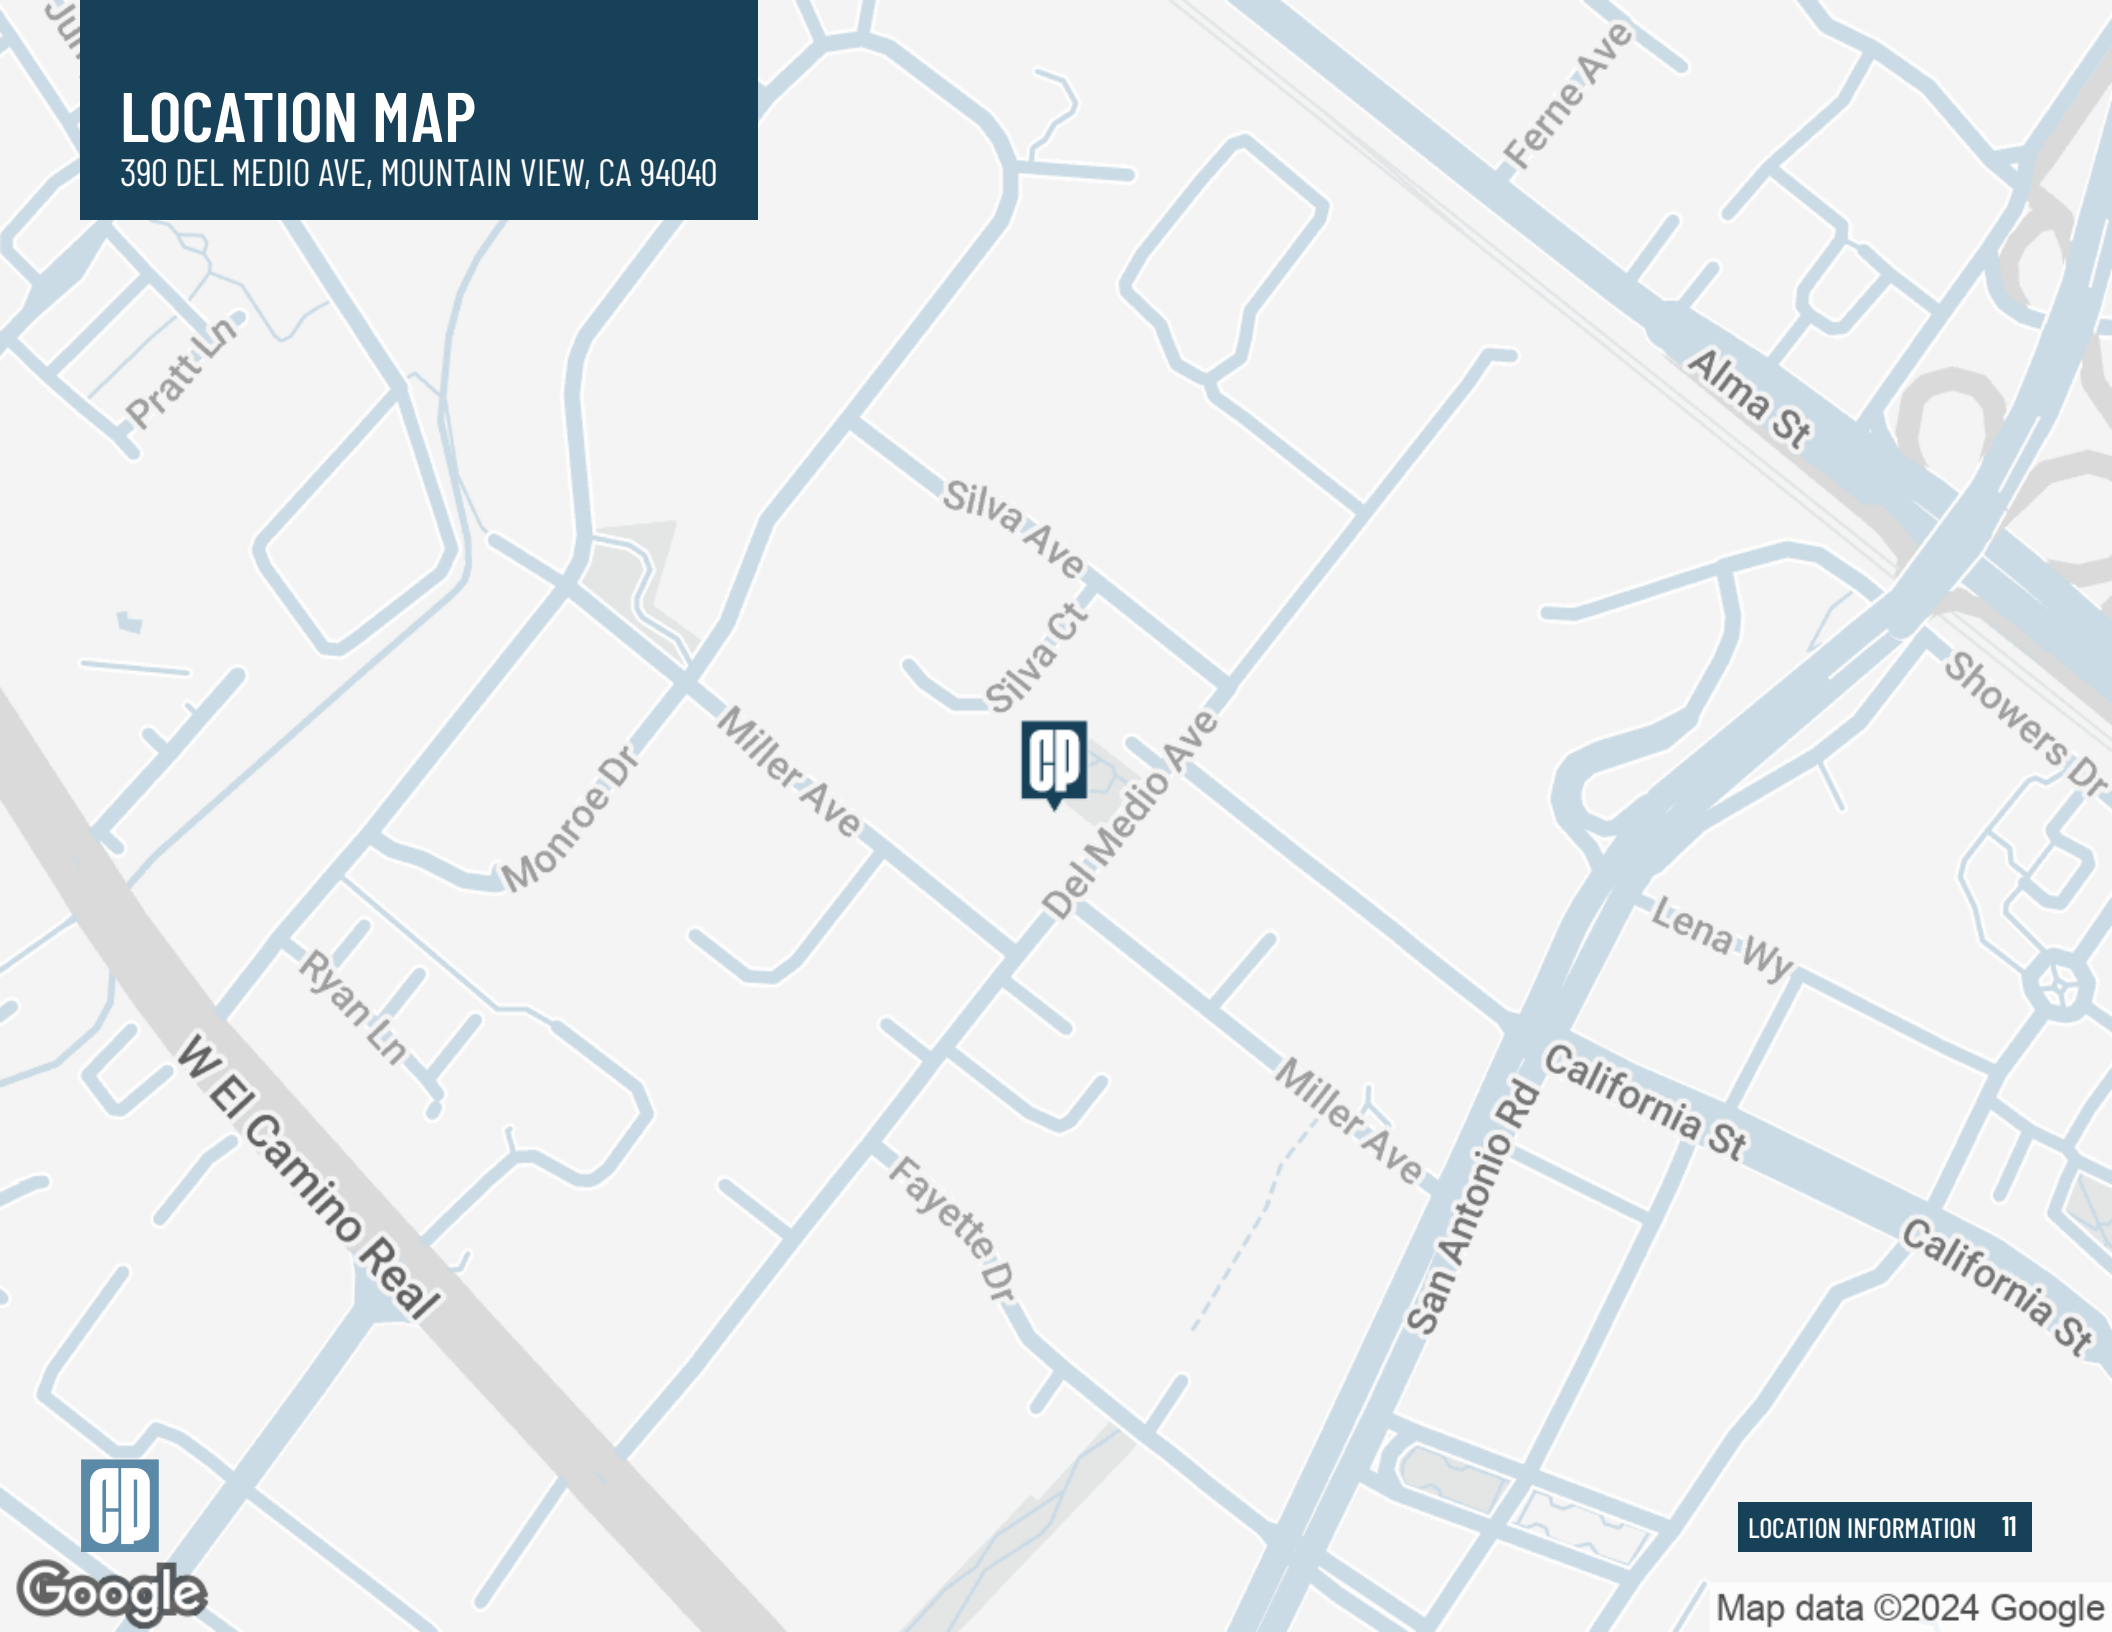 LOCATION MAP
390 DEL MEDIO AVE, MOUNTAIN VIEW, CA 94040
Ferne Ave
Pratt Ln
Alma St
Silva Ave
Silva Ct
Showers Dr
Miller Ave
Monroe Dr
CP
Del Medio Ave
Lena Wy
Ryan Ln
W El Camino Real
Miller Ave
California St
San Antonio Rd
Fayette Dr
California St
CP
LOCATION INFORMATION 11
Google
Map data ©2024 Google